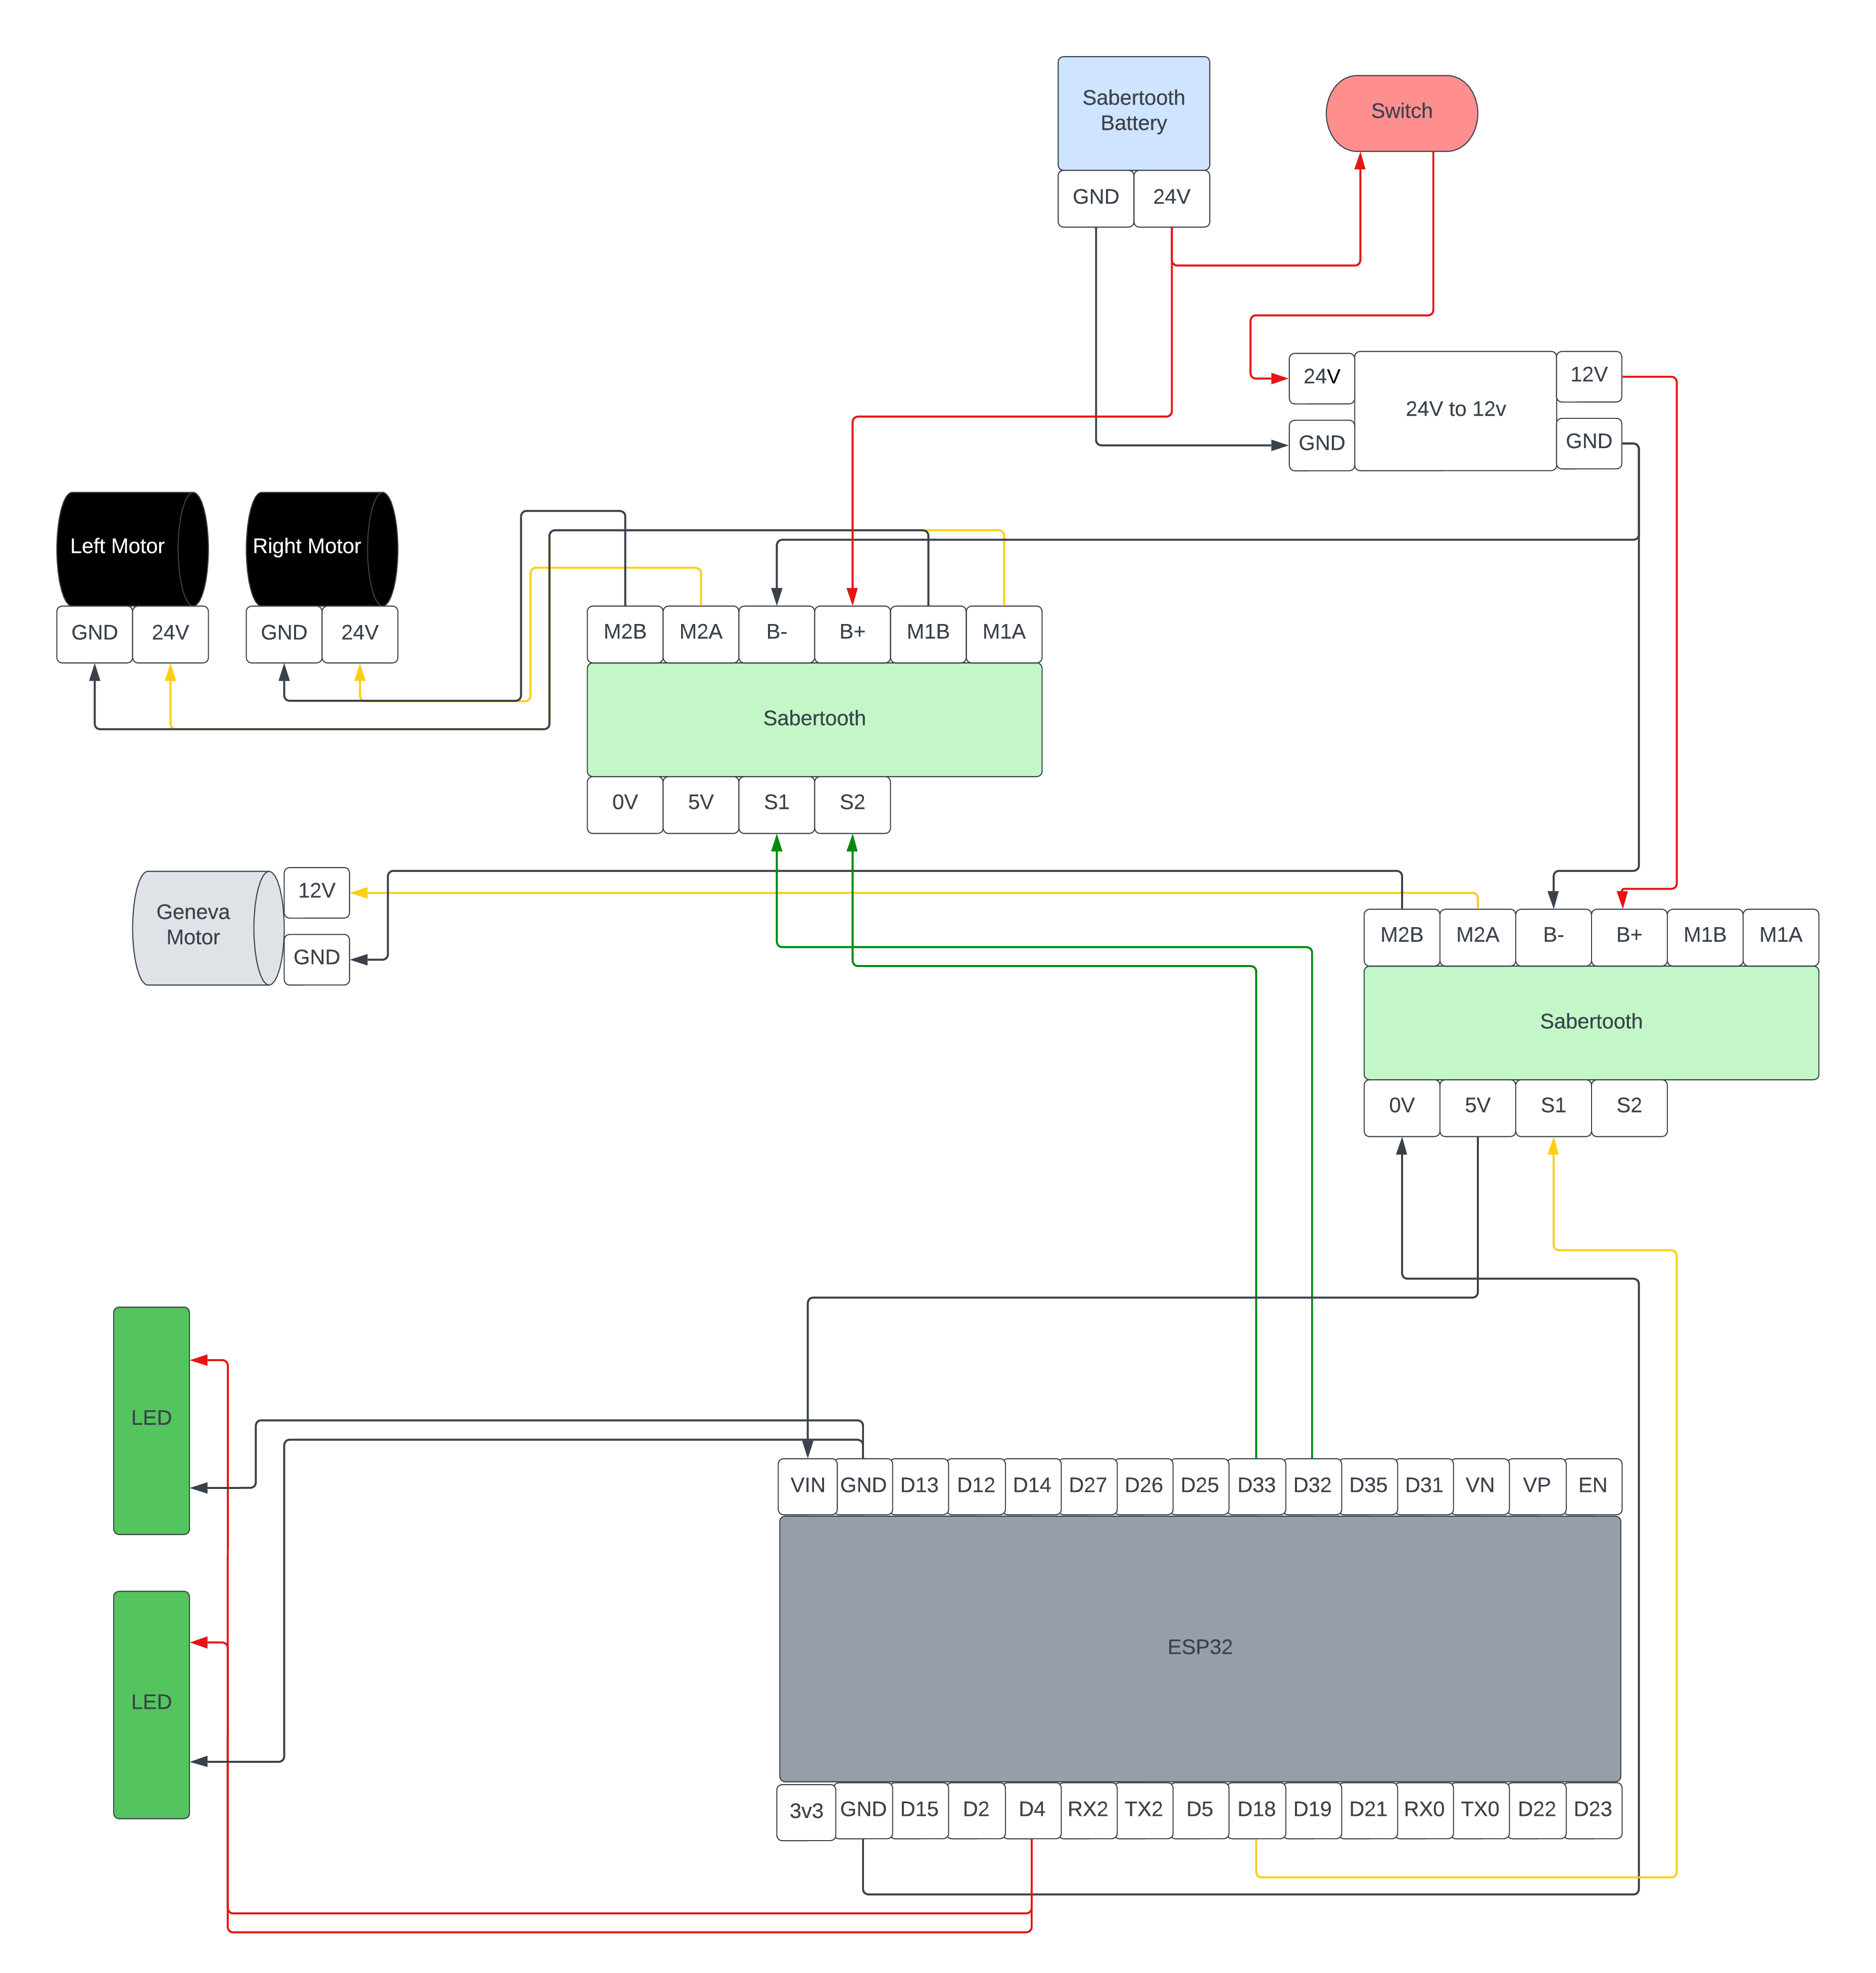 Sabertooth
Battery
Switch
GND
24V
24V
24V to 12v
12V
GND
GND
Left Motor
Right Motor
GND
24V
GND
24V
M2B
M2A
B-
B+
M1B
M1A
Sabertooth
0V
5V
S1
S2
Geneva
Motor
12V
GND
M2B
M2A
B-
B+
M1B
M1A
Sabertooth
0V
5V
S1
S2
LED
LED
VIN
GND
D13
D12
D14
D27
D26
D25
D33
D32
D35
D31
VN
VP
EN
ESP32
3v3
GND
D15
D2
D4
RX2
TX2
D5
D18
D19
D21
RX0
TX0
D22
D23